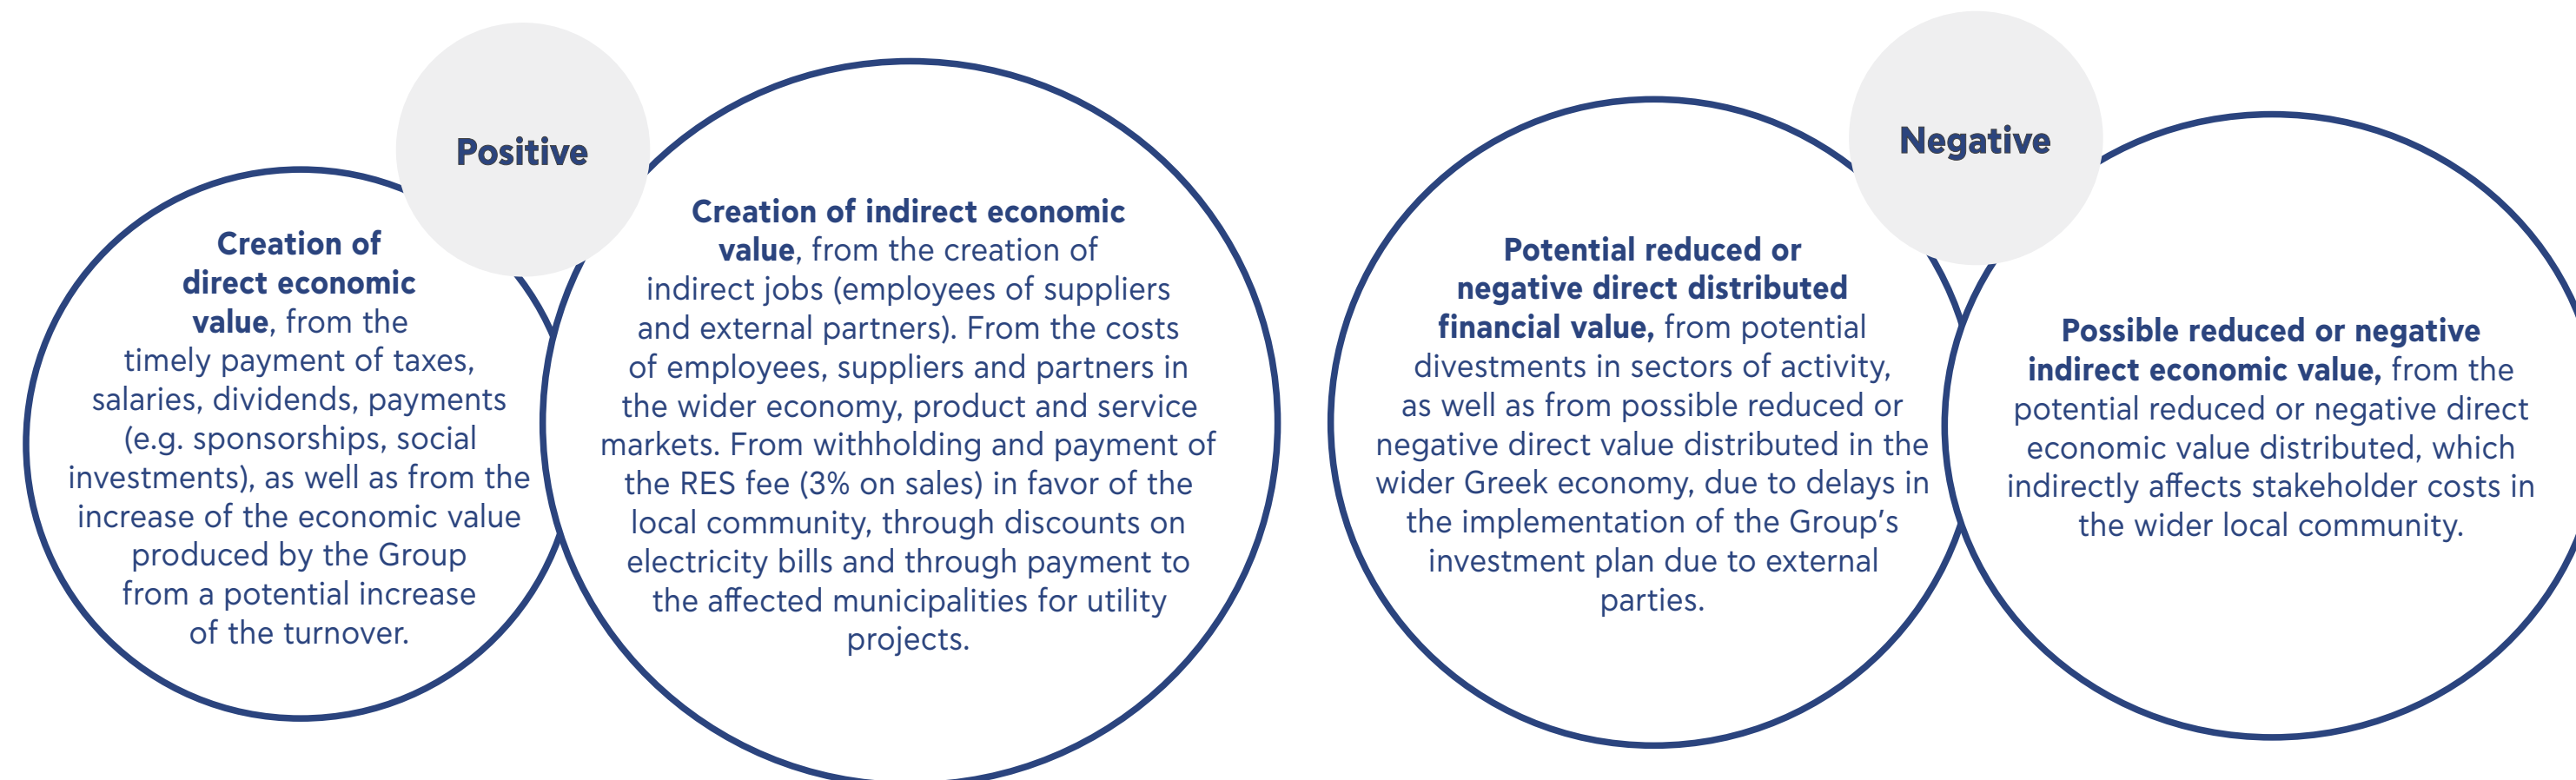 Positive
Creation of
direct economic
value, from the
timely payment of taxes,
salaries, dividends, payments
(e.g. sponsorships, social
investments), as well as from the
increase of the economic value
produced by the Group
from a potential increase
of the turnover.
Creation of indirect economic
value, from the creation of
indirect jobs (employees of suppliers
and external partners). From the costs
of employees, suppliers and partners in
the wider economy, product and service
markets. From withholding and payment of
the RES fee (3% on sales) in favor of the
local community, through discounts on
electricity bills and through payment to
the affected municipalities for utility
projects.
Negative
Potential reduced or
negative direct distributed
financial value, from potential
divestments in sectors of activity,
as well as from possible reduced or
negative direct value distributed in the
wider Greek economy, due to delays in
the implementation of the Group’s
investment plan due to external
parties.
Possible reduced or negative
indirect economic value, from the
potential reduced or negative direct
economic value distributed, which
indirectly affects stakeholder costs in
the wider local community.